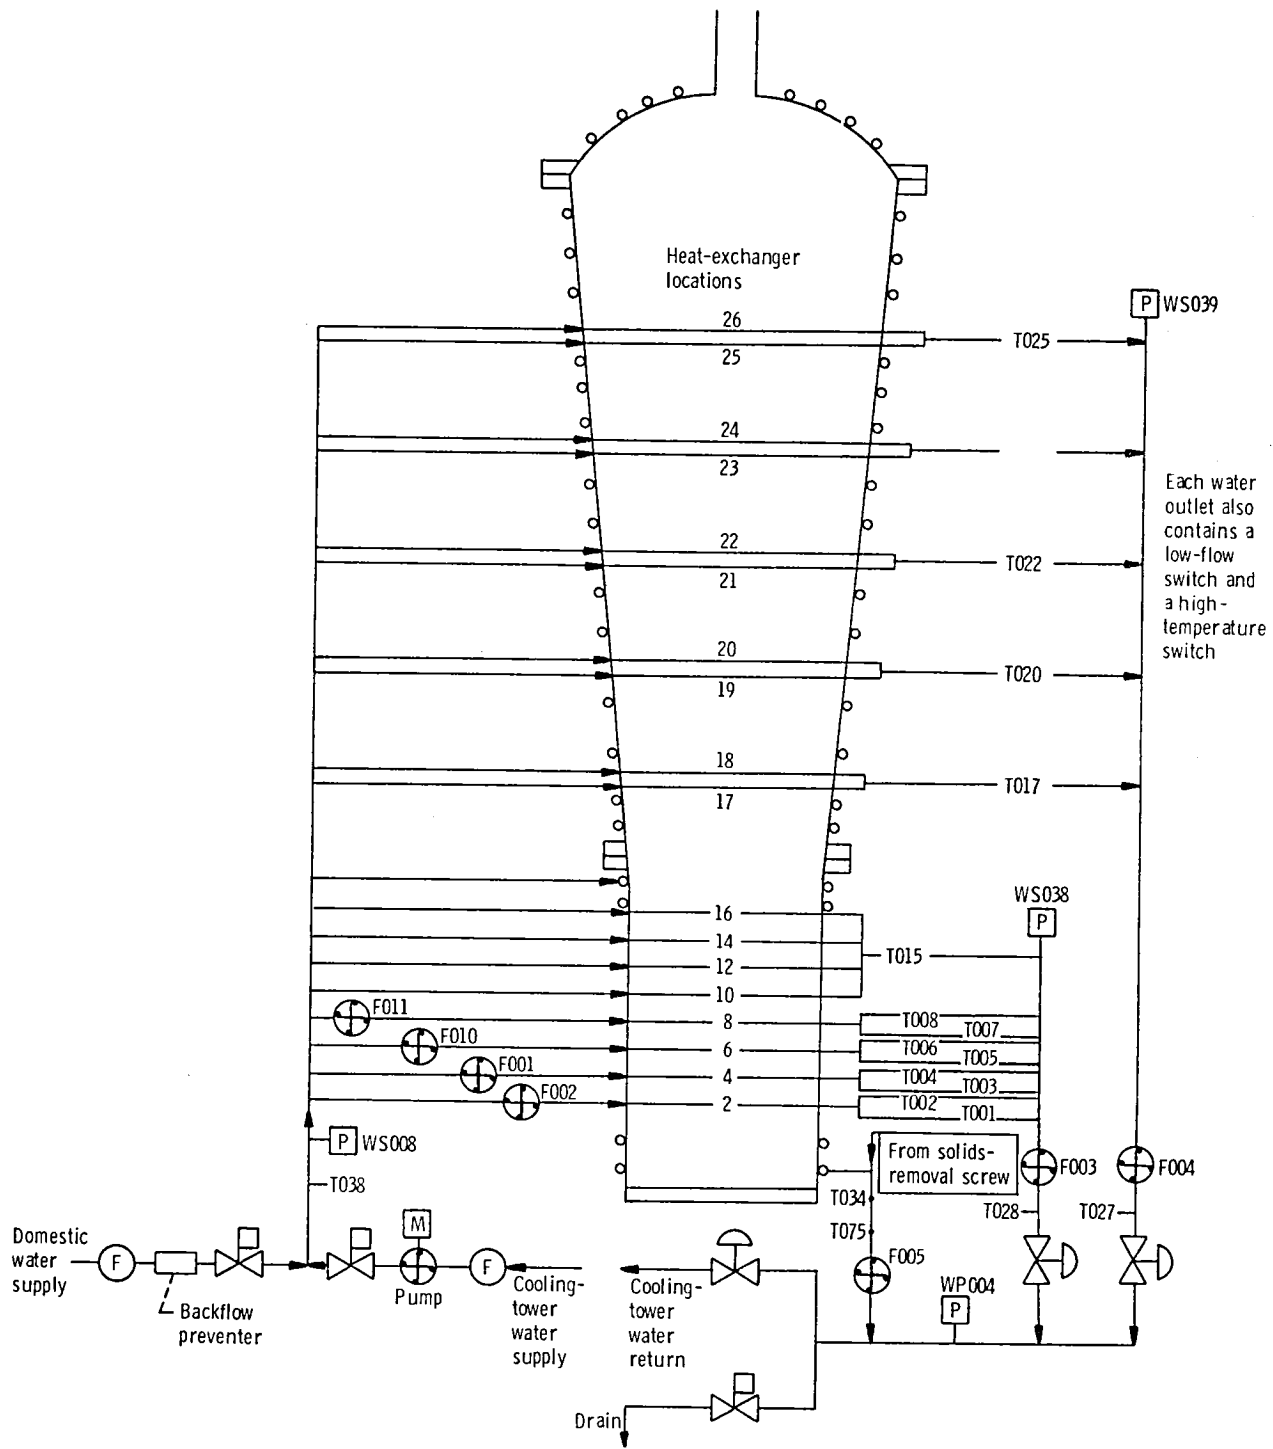 Heat-exchanger
locations
26
25
T025
P WS039
24
23
Each water
outlet also
contains a
low-flow
switch and
a high-
temperature
switch
22
21
T022
20
19
T020
18
17
T017
WS038
P
16
14
12
10
T015
F011
8
T008
T007
F010
6
T006
T005
F001
4
T004
T003
F002
2
T002
T001
P WS008
T038
From solids-
removal screw
F003
F004
T034
T028
T027
T075
Domestic
water
supply
F
Backflow
preventer
M
Pump
F
Cooling-
tower
water
supply
Cooling-
tower
water
return
F005
WP004
P
Drain